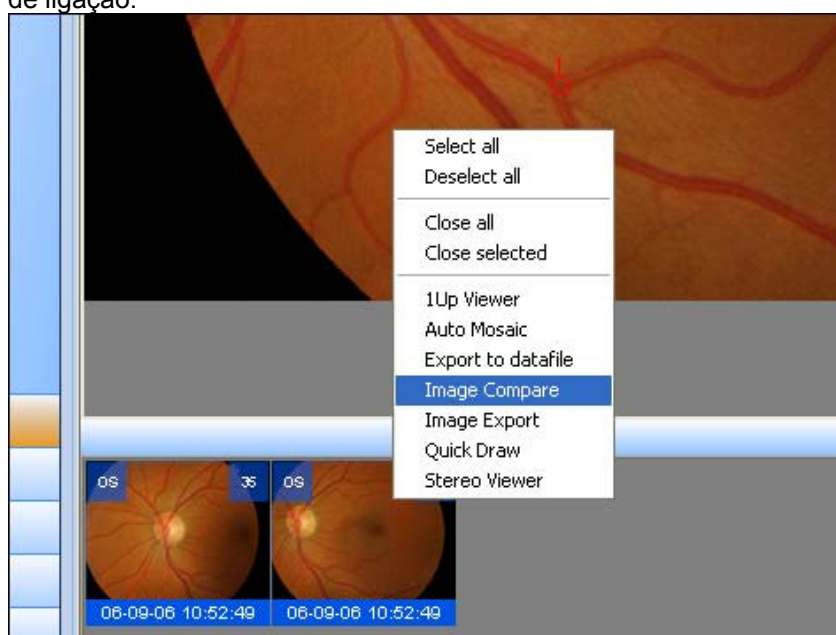 de ligação.
Select all
Deselect all
Close all
Close selected
1Up Viewer
Auto Mosaic
Export to datafile
Image Compare
Image Export
Quick Draw
Stereo Viewer
OS 35 OS
06-09-06 10:52:49 06-09-06 10:52:49